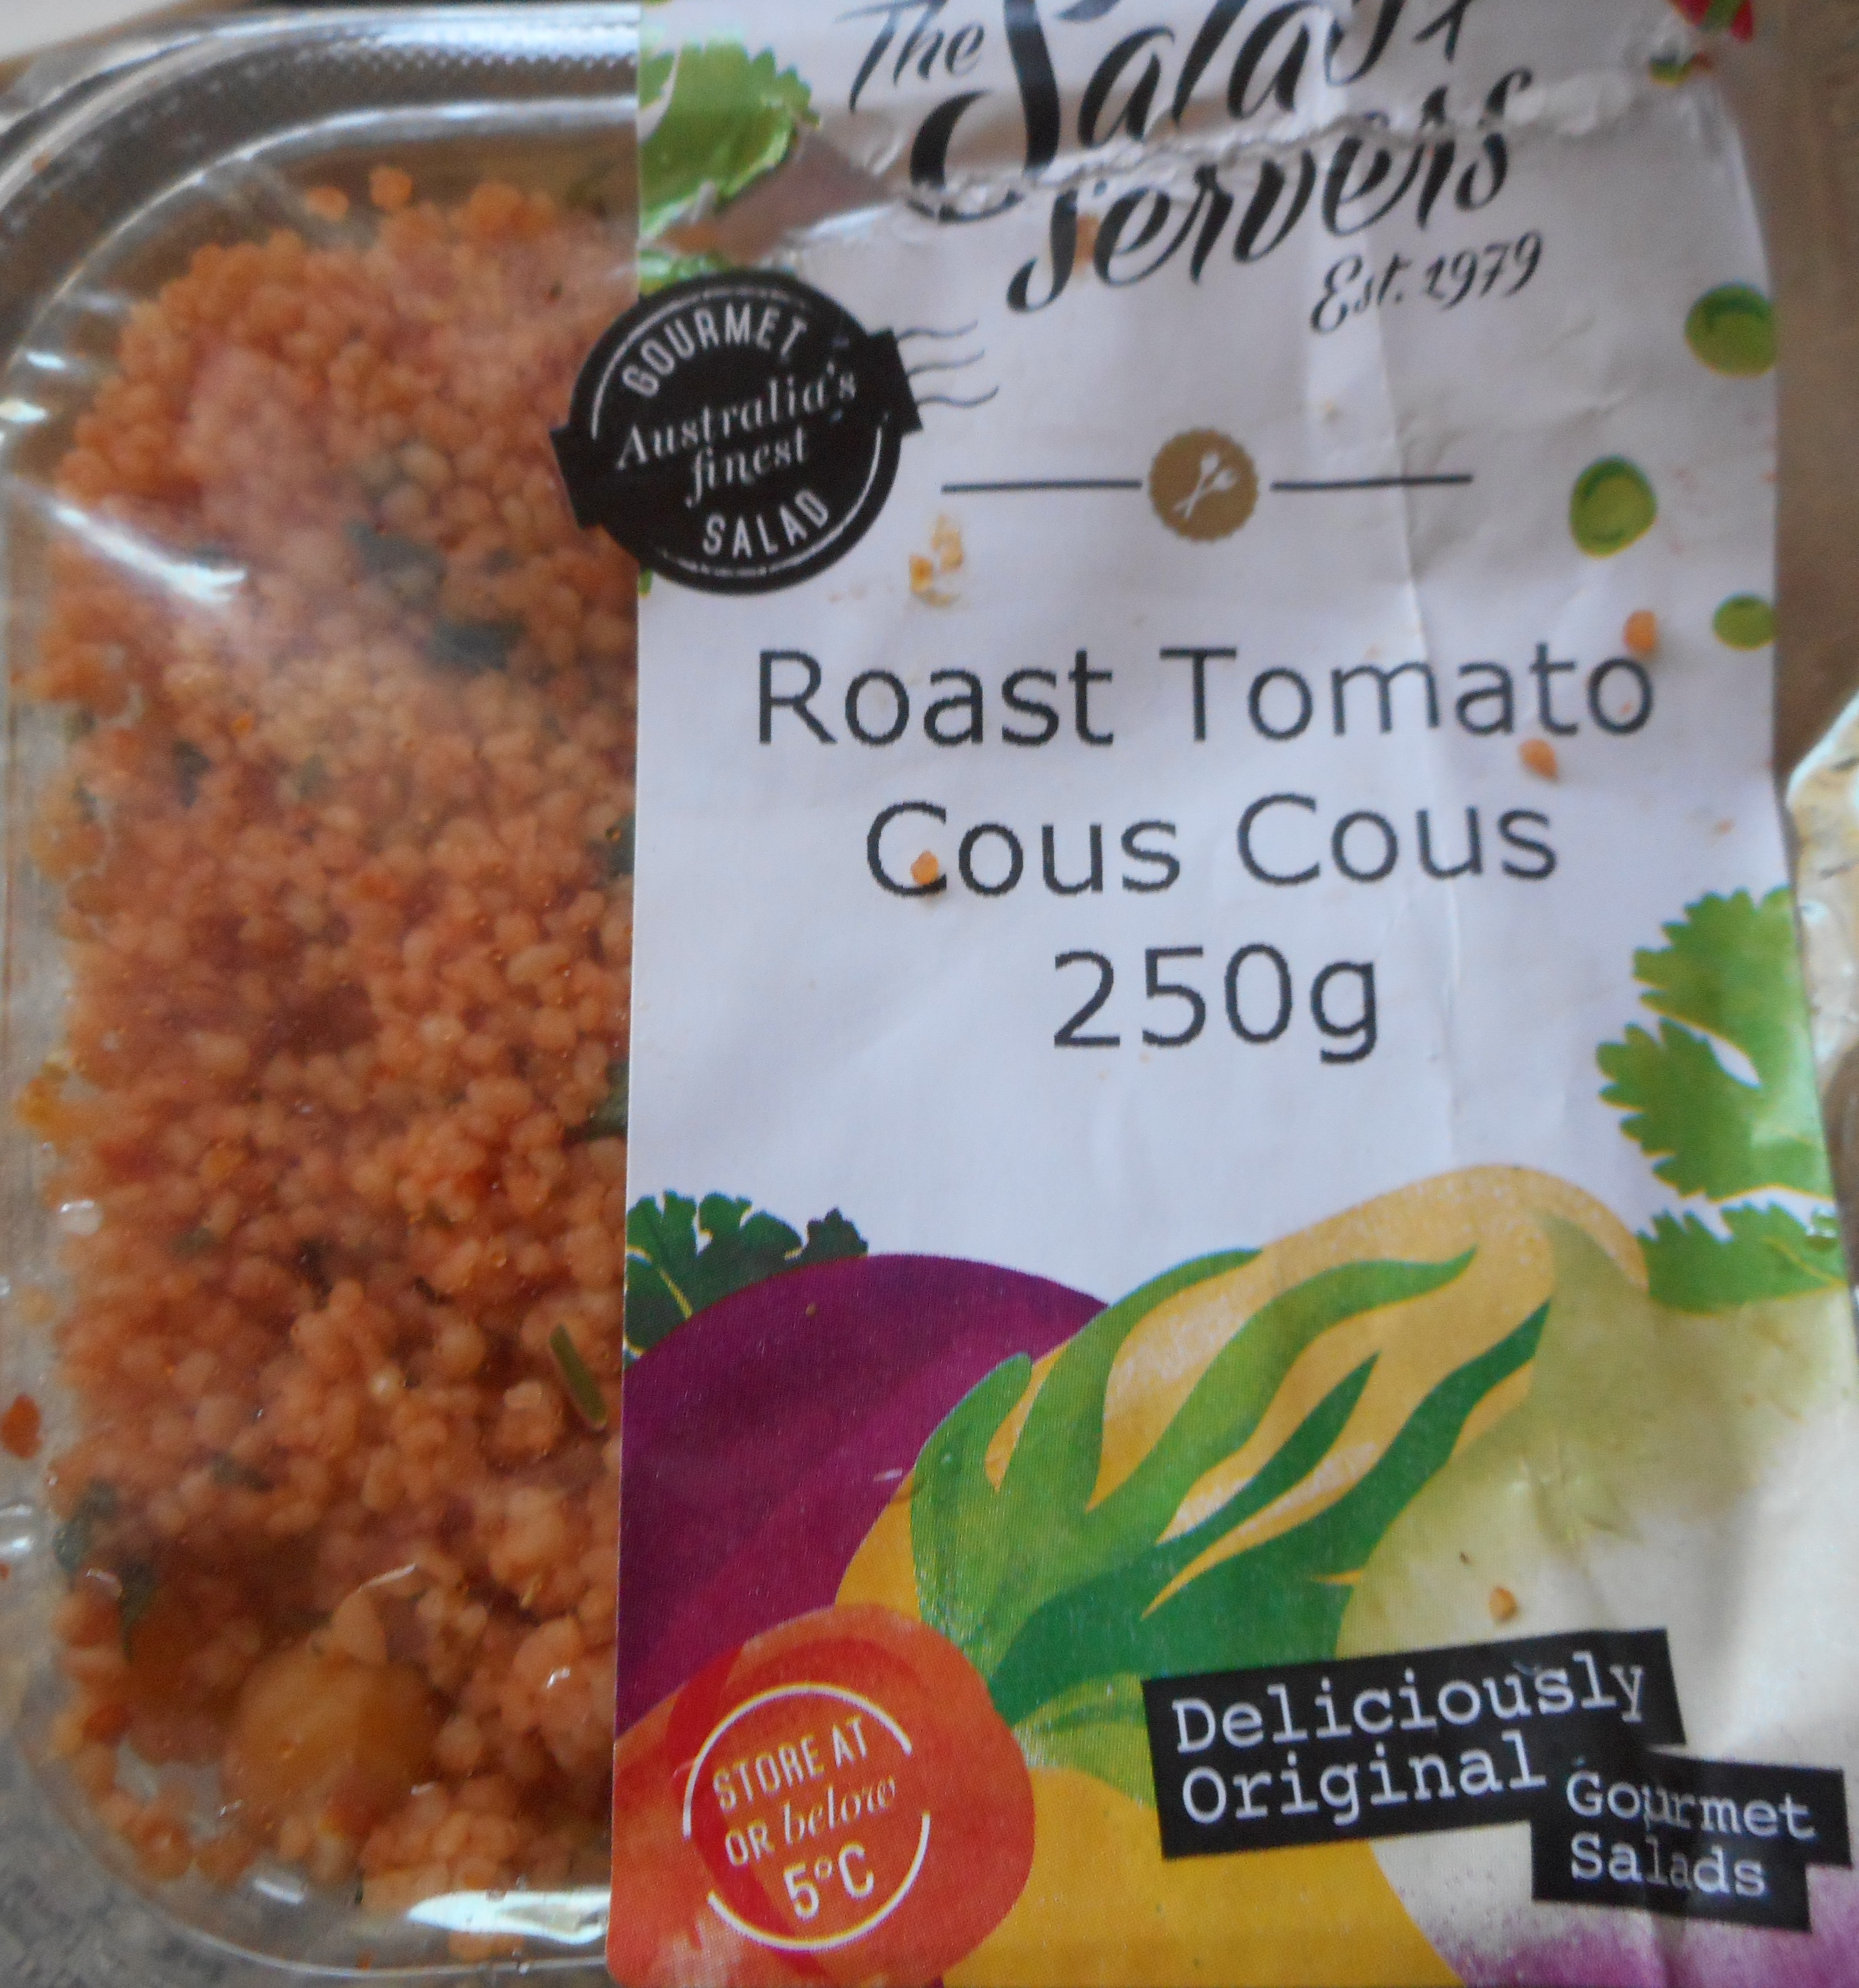 The Salad
Servers
Est. 1979
GOURMET
Australia's
finest
SALAD
Roast Tomato
Cous Cous
250g
STORE AT
OR below
5°C
Deliciously
Original
Gourmet
Salads